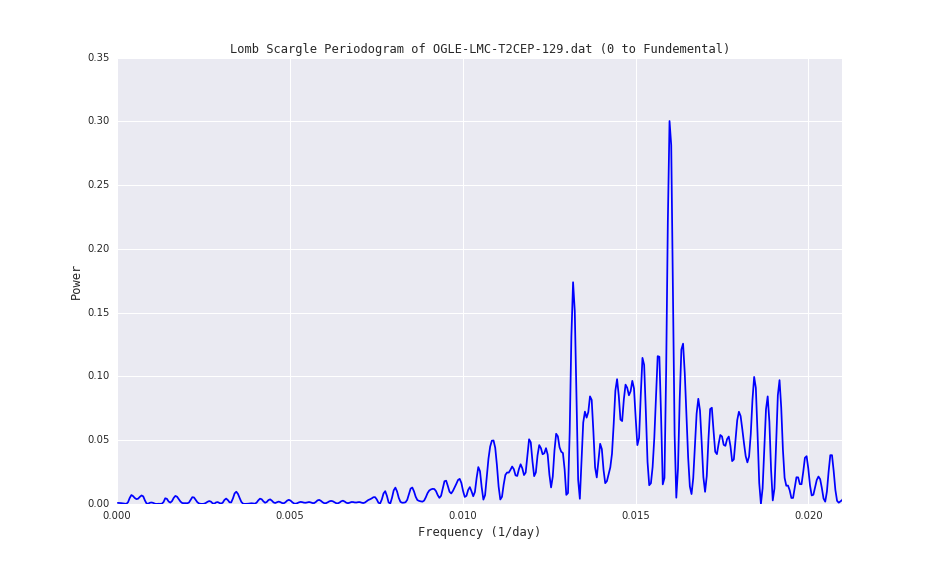 Lomb Scargle Periodogram of OGLE-LMC-T2CEP-129.dat (0 to Fundemental)
0.35
0.30
0.25
0.20
0.15
0.10
0.05
0.00
Power
0.000 0.005 0.010 0.015 0.020
Frequency (1/day)